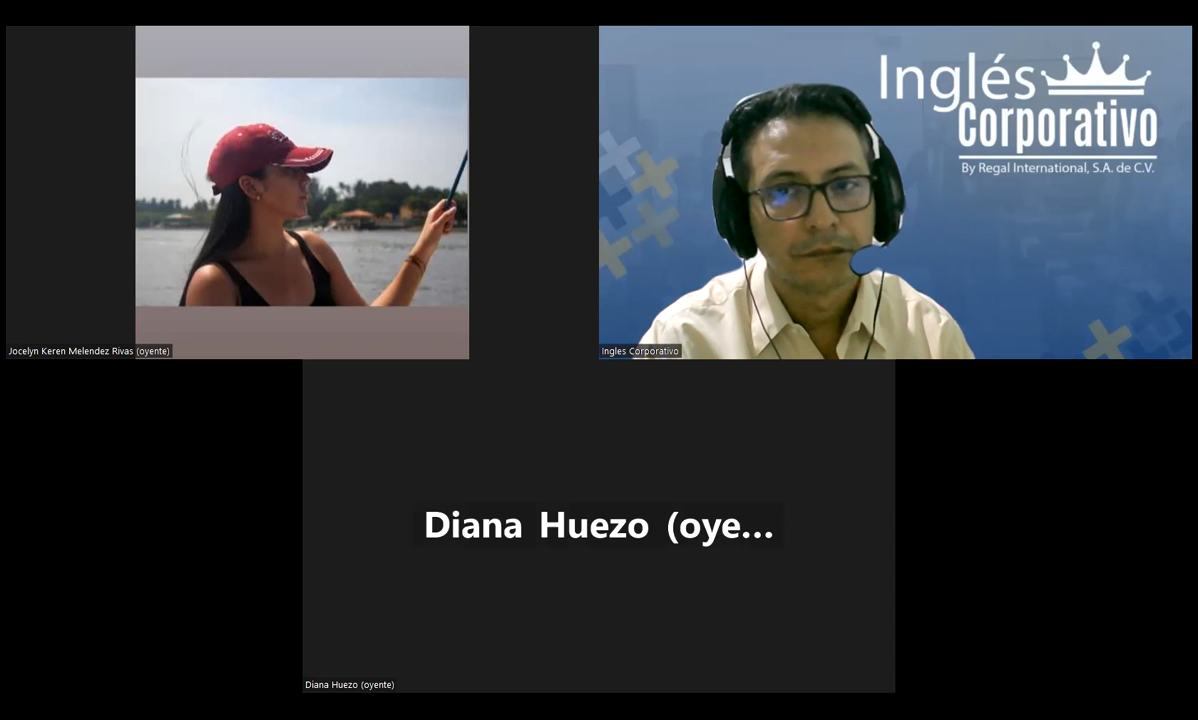 Inglés
Corporativo
By Regal International, S.A. de C.V.
Jocelyn Keren Melendez Rivas (oyente)
Ingles Corporativo
Diana Huezo (oye...
Diana Huezo (oyente)